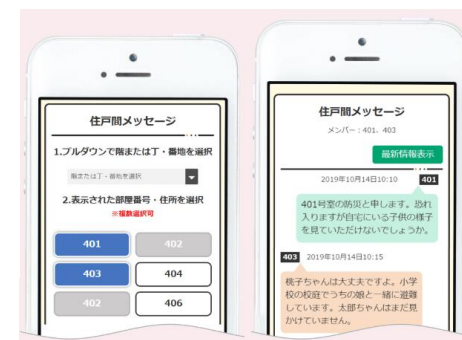 住戸間メッセージ
1.プルダウンで階または丁・番地を選択
階または丁・番地を選択
2.表示された部屋番号・住所を選択
※複数選択可
401
402
403
404
402
406
住戸間メッセージ
メンバー：401、403
最新情報表示
2019年10月14日10:10 401
401号室の防災と申します。恐れ
入りますが自宅にいる子供の様子
を見ていただけないでしょうか。
403 2019年10月14日10:15
桃子ちゃんは大丈夫ですよ。小学
校の校庭でうちの娘と一緒に避難
しています。太郎ちゃんはまだ見
かけていません。